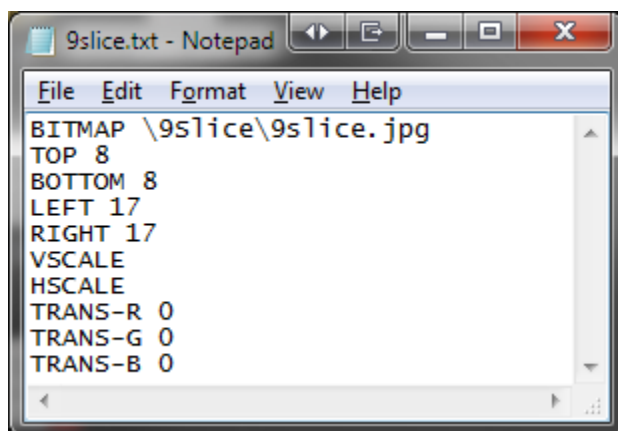 9slice.txt - Notepad
File Edit Format View Help
BITMAP \9Slice\9slice.jpg
TOP 8
BOTTOM 8
LEFT 17
RIGHT 17
VSCALE
HSCALE
TRANS-R 0
TRANS-G 0
TRANS-B 0